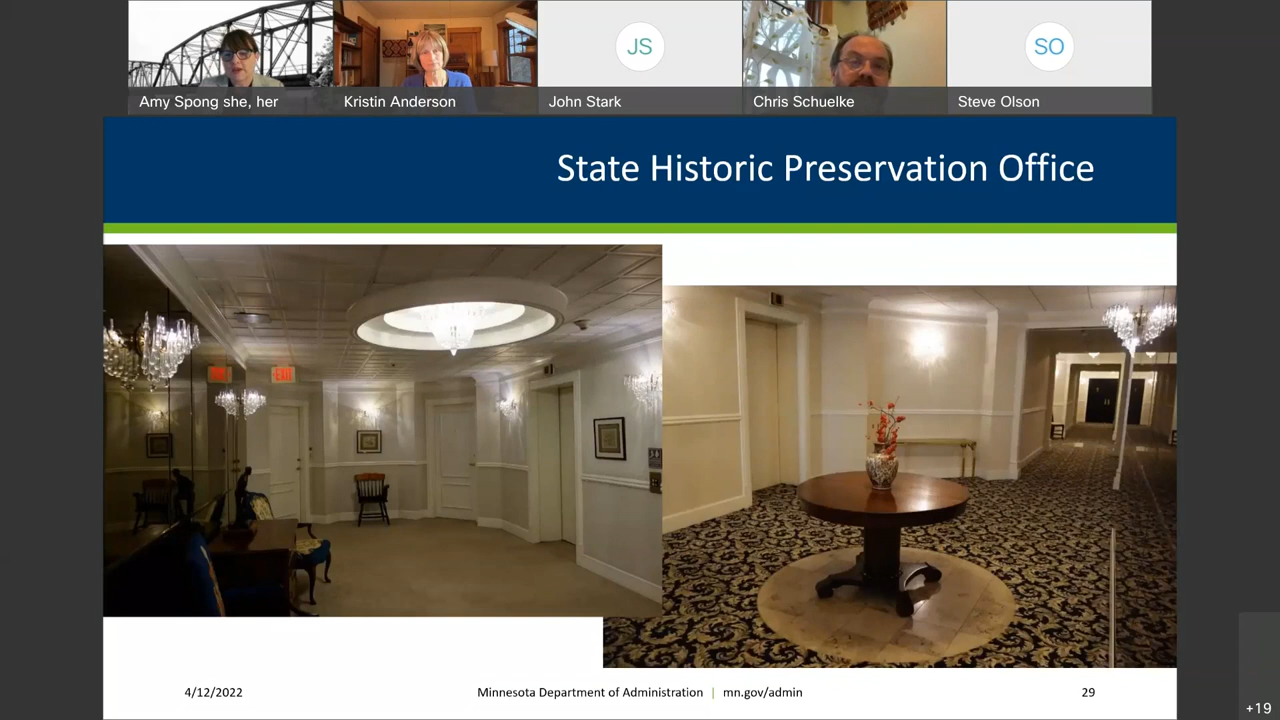 JS
SO
Amy Spong she, her
Kristin Anderson
John Stark
Chris Schuelke
Steve Olson
State Historic Preservation Office
EXIT
4/12/2022
Minnesota Department of Administration | mn.gov/admin
29
+19